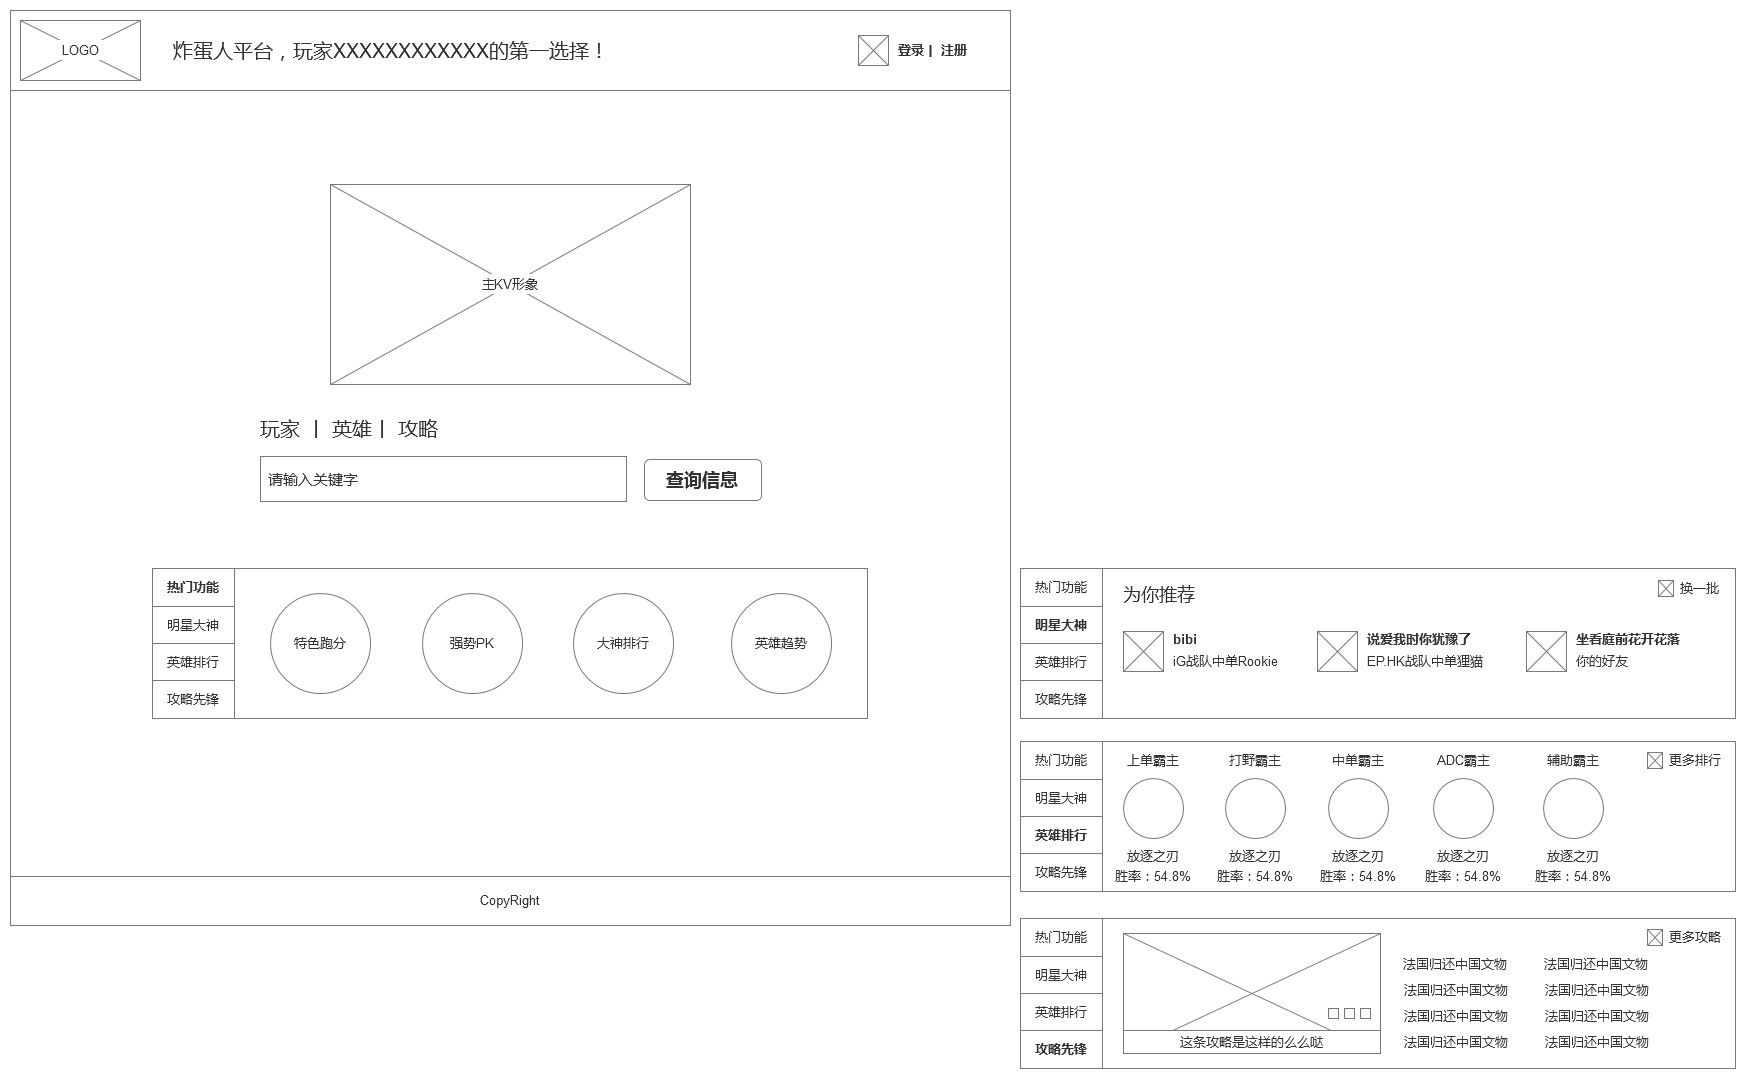 LOGO
炸蛋人平台，玩家XXXXXXXXXXXX的第一选择！
登录 | 注册
主KV形象
玩家 | 英雄 | 攻略
请输入关键字
查询信息
热门功能
明星大神
英雄排行
攻略先锋
特色跑分
强势PK
大神排行
英雄趋势
CopyRight
热门功能
明星大神
英雄排行
攻略先锋
为你推荐
换一批
bibi
iG战队中单Rookie
说爱我时你犹豫了
EP.HK战队中单狸猫
坐看庭前花开花落
你的好友
热门功能
明星大神
英雄排行
攻略先锋
上单霸主
打野霸主
中单霸主
ADC霸主
辅助霸主
更多排行
放逐之刃
胜率：54.8%
放逐之刃
胜率：54.8%
放逐之刃
胜率：54.8%
放逐之刃
胜率：54.8%
放逐之刃
胜率：54.8%
热门功能
明星大神
英雄排行
攻略先锋
这条攻略是这样的么么哒
更多攻略
法国归还中国文物
法国归还中国文物
法国归还中国文物
法国归还中国文物
法国归还中国文物
法国归还中国文物
法国归还中国文物
法国归还中国文物